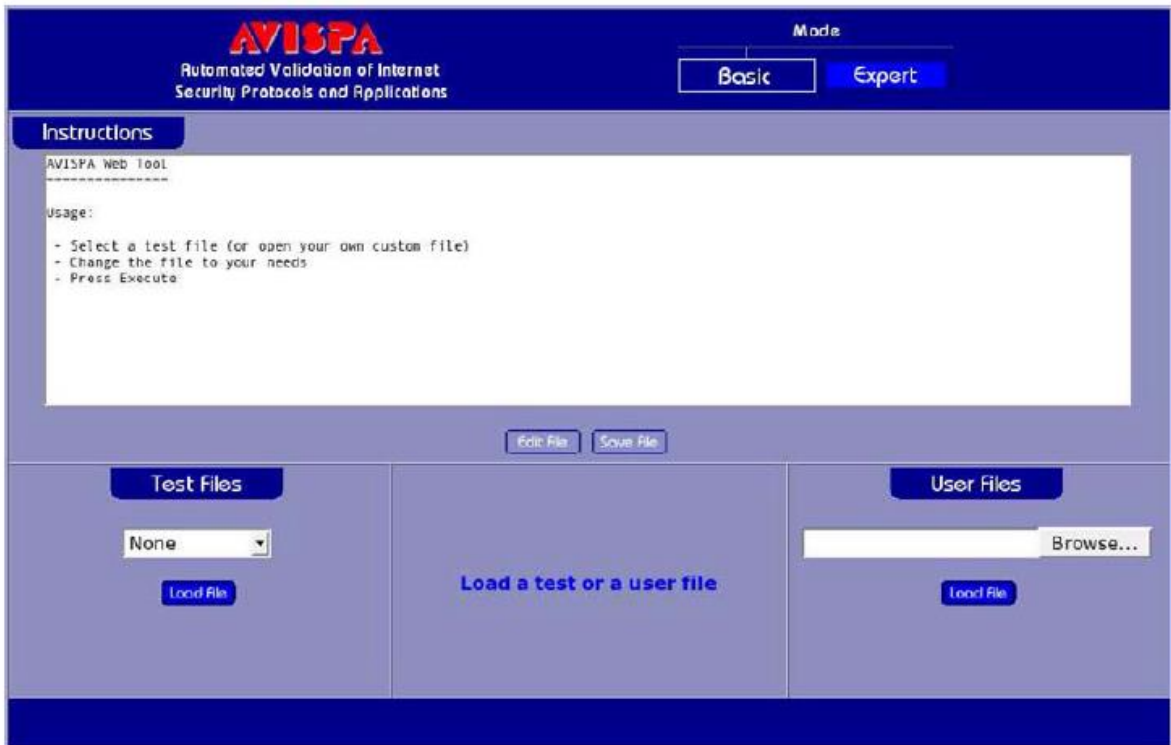 AVISPA
Automated Validation of Internet
Security Protocols and Applications
Mode
Basic
Expert
Instructions
AVISPA Web Tool
---------------
Usage:
- Select a test file (or open your own custom file)
- Change the file to your needs
- Press Execute
Edit File
Save File
Test Files
User Files
None
Browse...
Load a test or a user file
Load File
Load File